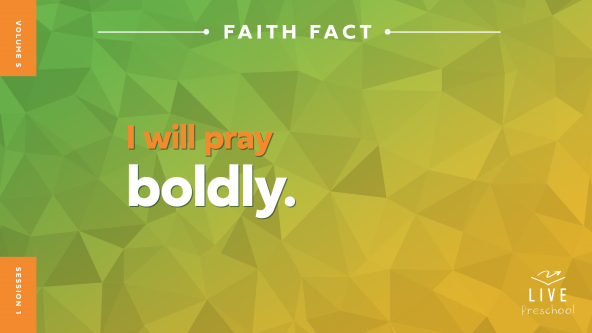 VOLUME 5
FAITH FACT
I will pray
boldly.
SESSION 1
LIVE
Preschool